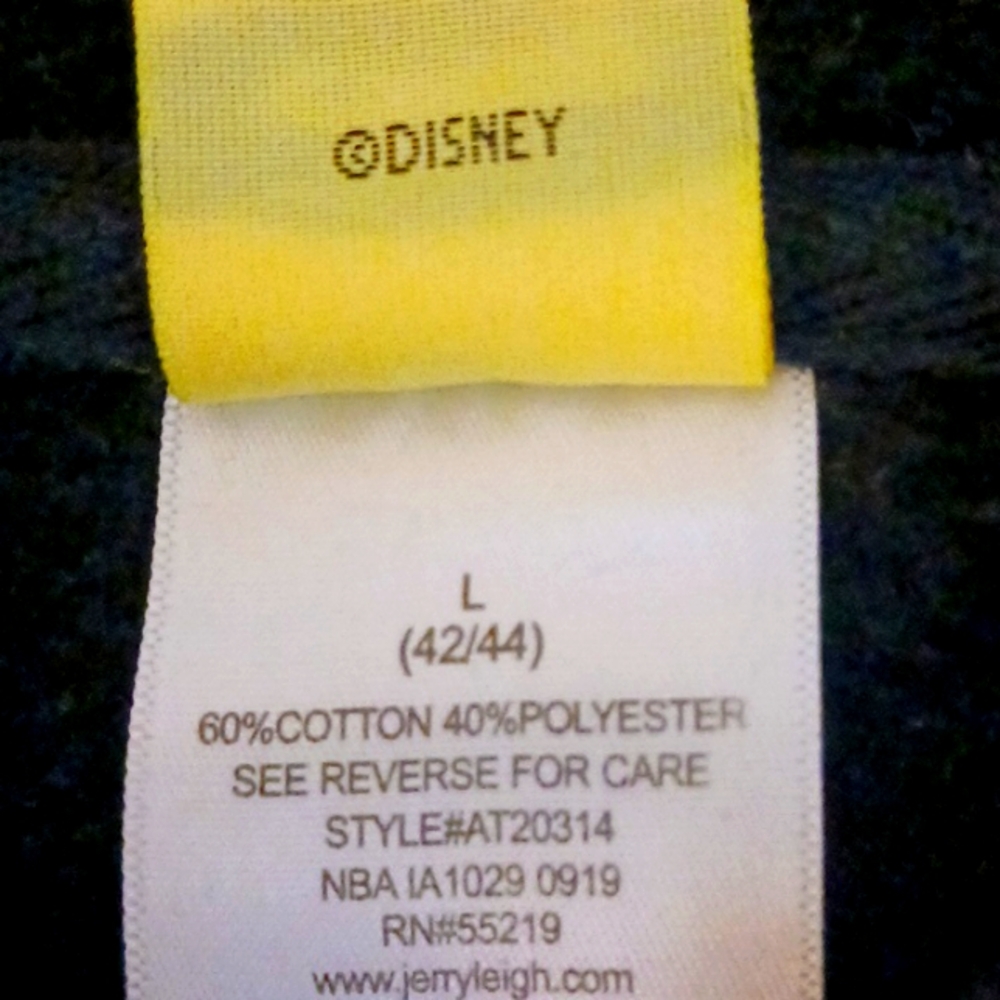 ©DISNEY
L
(42/44)
60%COTTON 40%POLYESTER
SEE REVERSE FOR CARE
STYLE#AT20314
NBA IA1029 0919
RN#55219
www.jerryleigh.com